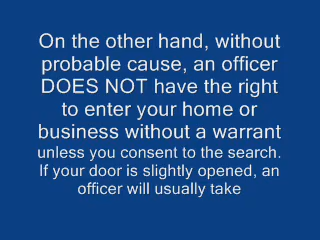 On the other hand, without
probable cause, an officer
DOES NOT have the right
to enter your home or
business without a warrant
unless you consent to the search.
If your door is slightly opened, an
officer will usually take